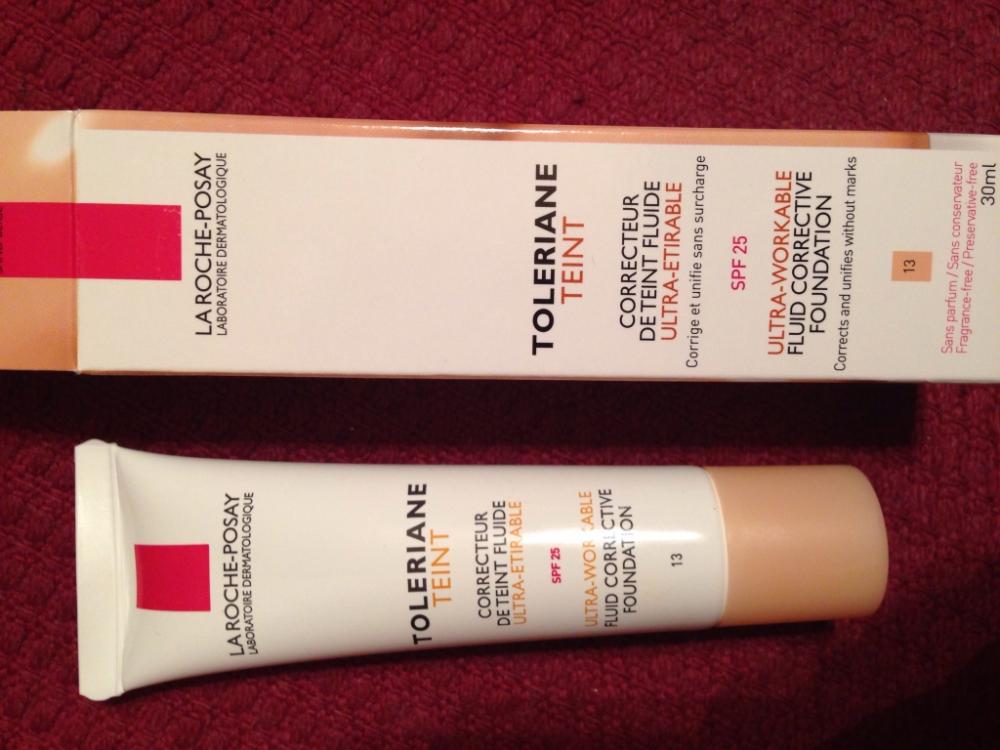 LA ROCHE-POSAY
LABORATOIRE DERMATOLOGIQUE
TOLERIANE
TEINT
CORRECTEUR
DE TEINT FLUIDE
ULTRA-ETIRABLE
Corrige et unifie sans surcharge
SPF 25
ULTRA-WORKABLE
FLUID CORRECTIVE
FOUNDATION
Corrects and unifies without marks
13
Sans parfum / Sans conservateur
Fragrance-free / Preservative-free
30ml
LA ROCHE-POSAY
LABORATOIRE DERMATOLOGIQUE
TOLERIANE
TEINT
CORRECTEUR
DE TEINT FLUIDE
ULTRA-ETIRABLE
SPF 25
ULTRA-WORKABLE
FLUID CORRECTIVE
FOUNDATION
13